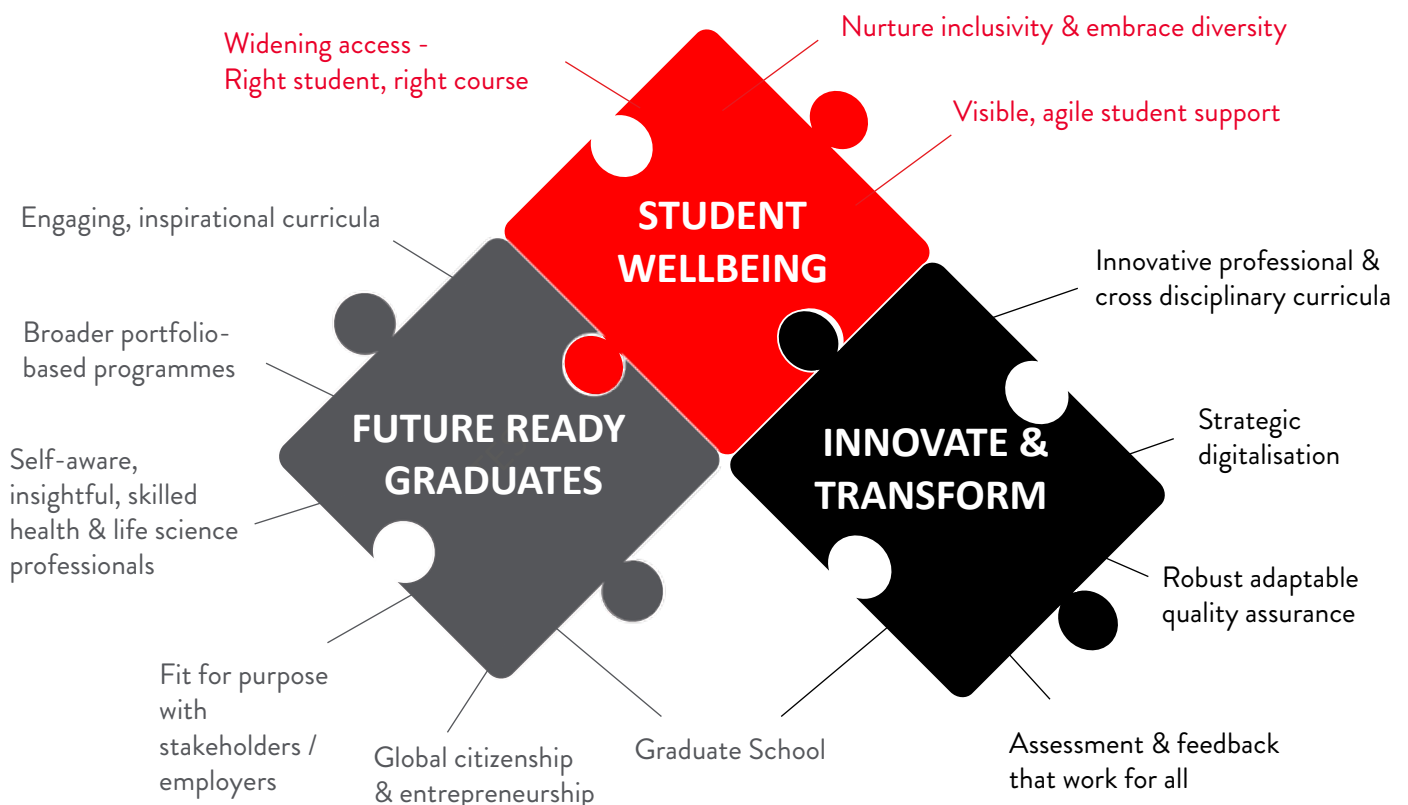 Widening access -
Right student, right course
Nurture inclusivity & embrace diversity
Visible, agile student support
STUDENT
WELLBEING
Engaging, inspirational curricula
Broader portfolio-
based programmes
Self-aware,
insightful, skilled
health & life science
professionals
FUTURE READY
GRADUATES
Fit for purpose
with
stakeholders /
employers
Global citizenship
& entrepreneurship
Graduate School
INNOVATE &
TRANSFORM
Innovative professional &
cross disciplinary curricula
Strategic
digitalisation
Robust adaptable
quality assurance
Assessment & feedback
that work for all